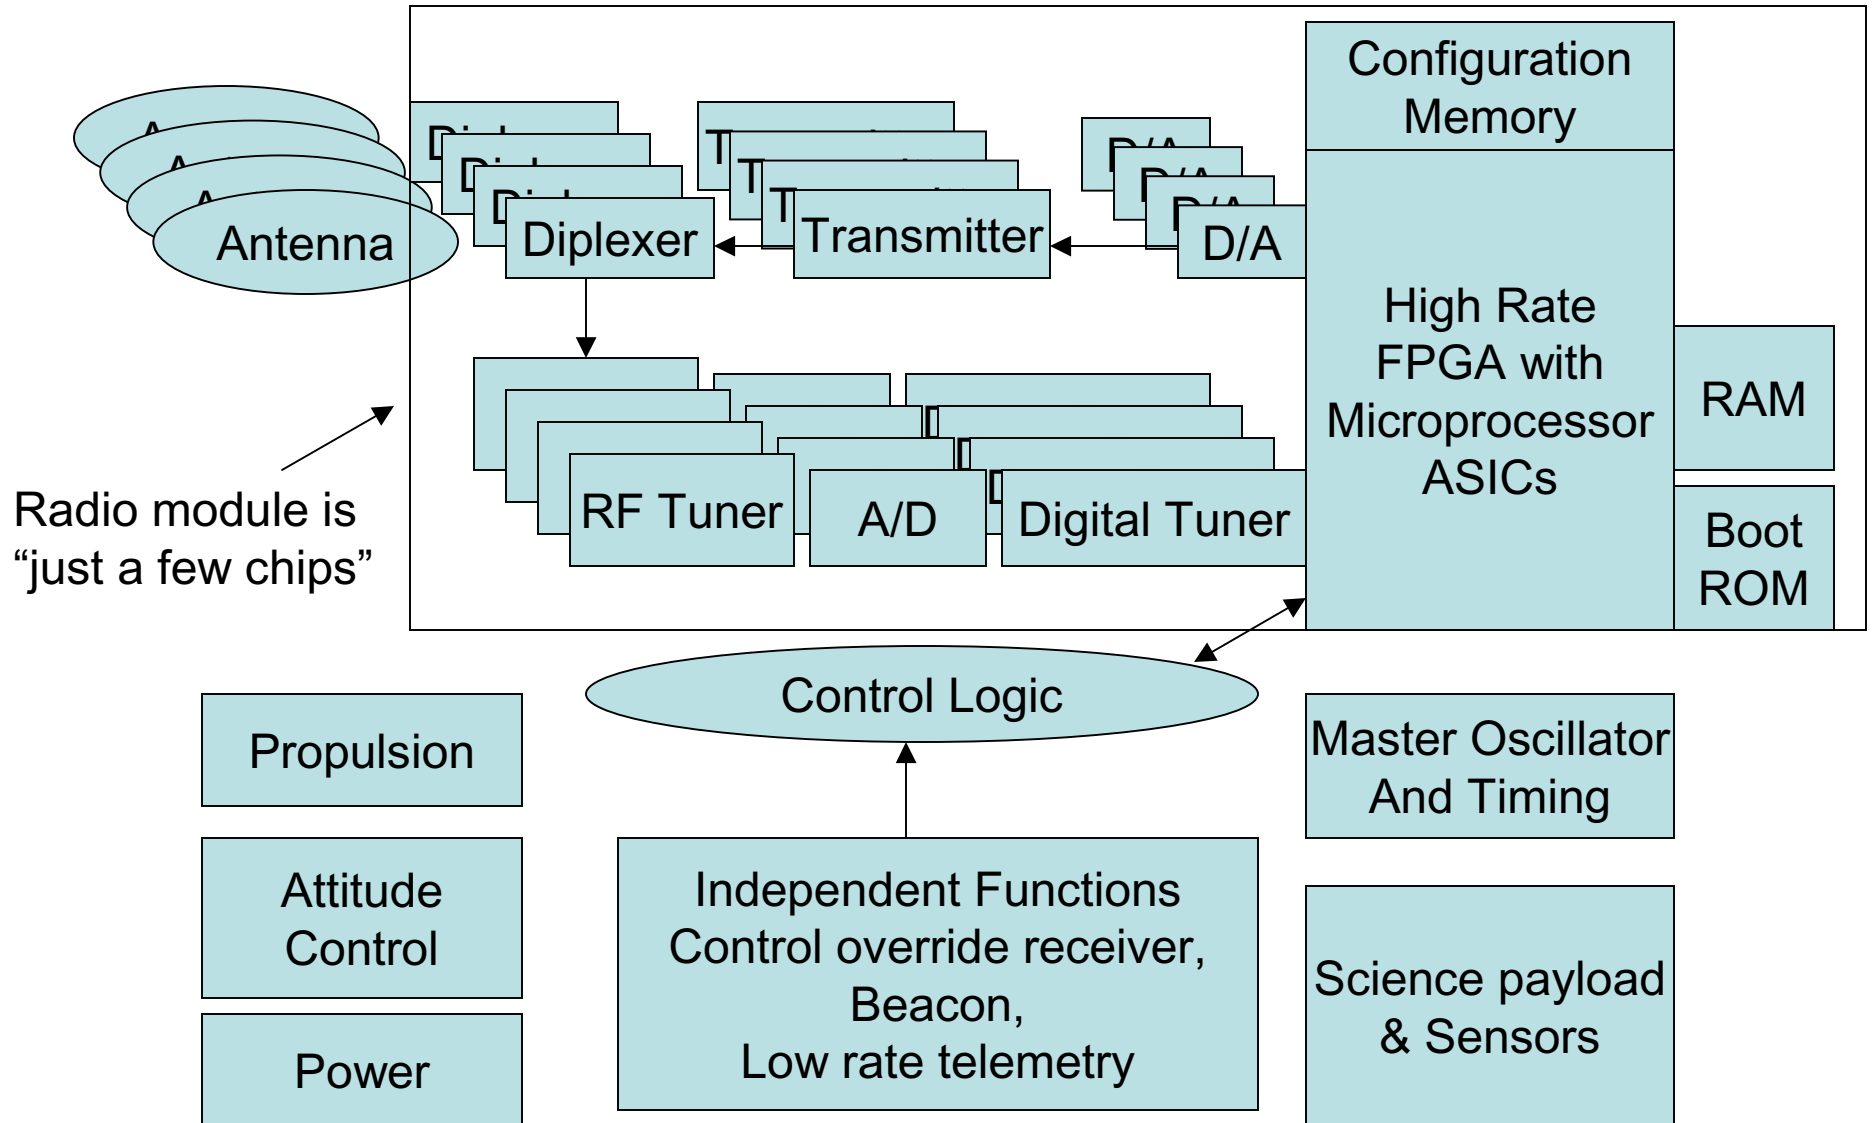 Configuration
Memory
D/A
D/A
D/A
Antenna
Diplexer
Transmitter
D/A
High Rate
FPGA with
Microprocessor
ASICs
RAM
RF Tuner
A/D
Digital Tuner
Radio module is
“just a few chips”
Boot
ROM
Control Logic
Propulsion
Master Oscillator
And Timing
Attitude
Control
Independent Functions
Control override receiver,
Beacon,
Low rate telemetry
Science payload
& Sensors
Power